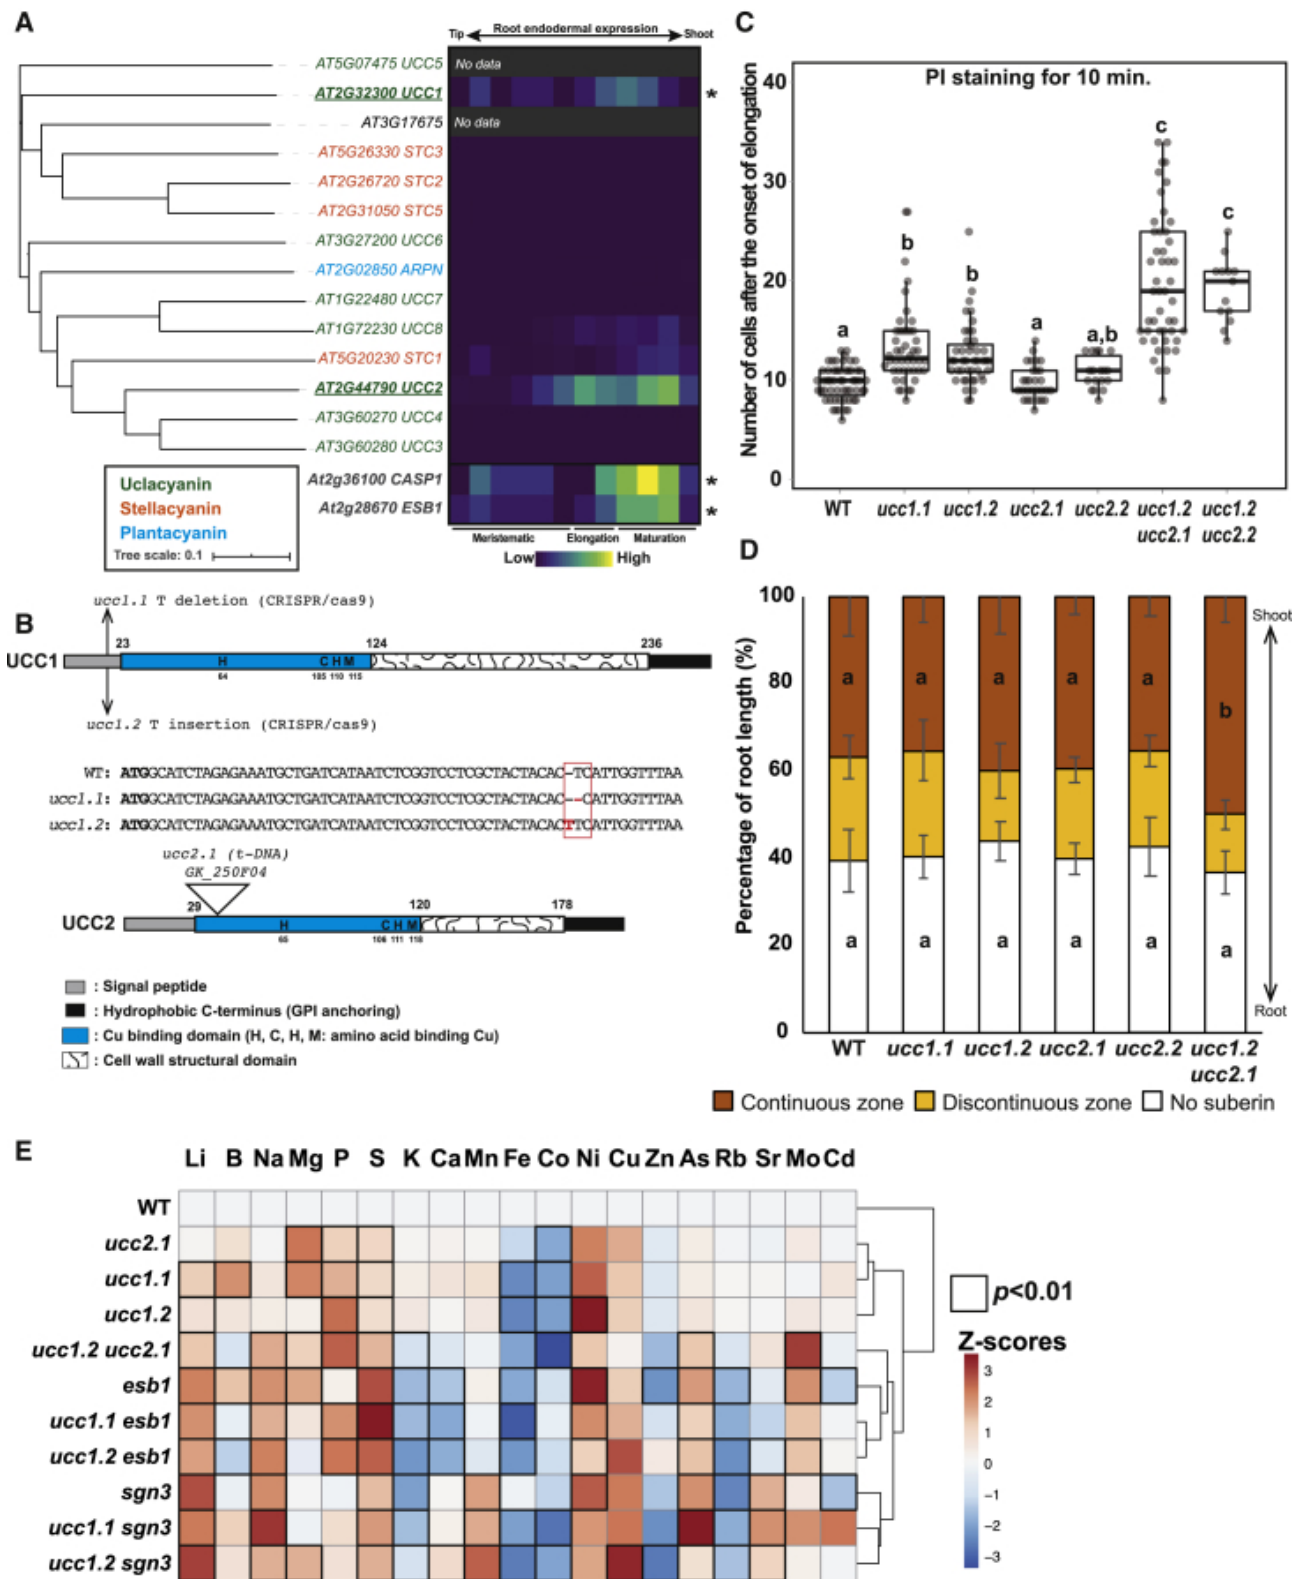 A
Tip Root endodermal expression Shoot
AT5G07475 UCC5 No data
AT2G32300 UCC1 *
AT3G17675 No data
AT5G26330 STC3
AT2G26720 STC2
AT2G31050 STC5
AT3G27200 UCC6
AT2G02850 ARPN
AT1G22480 UCC7
AT1G72230 UCC8
AT5G20230 STC1
AT2G44790 UCC2
AT3G60270 UCC4
AT3G60280 UCC3
At2g36100 CASP1 *
At2g28670 ESB1 *
Uclacyanin
Stellacyanin
Plantacyanin
Tree scale: 0.1
Meristematic Elongation Maturation
Low High
B
ucc1.1 T deletion (CRISPR/cas9)
23 124 236
UCC1 H C H M
64 105 110 115
ucc1.2 T insertion (CRISPR/cas9)
WT: ATGGCATCTAGAGAAATGCTGATCATAATCTCGGTCCTCGCTACTACAC-TCATTGGTTTAA
ucc1.1: ATGGCATCTAGAGAAATGCTGATCATAATCTCGGTCCTCGCTACTACAC--CATTGGTTTAA
ucc1.2: ATGGCATCTAGAGAAATGCTGATCATAATCTCGGTCCTCGCTACTACACTTCATTGGTTTAA
ucc2.1 (t-DNA)
GK_250F04
29 120 178
UCC2 H C H M
65 106 111 118
: Signal peptide
: Hydrophobic C-terminus (GPI anchoring)
: Cu binding domain (H, C, H, M: amino acid binding Cu)
: Cell wall structural domain
C
PI staining for 10 min.
Number of cells after the onset of elongation
40
30
20
10
0
a b b a a,b c c
WT ucc1.1 ucc1.2 ucc2.1 ucc2.2 ucc1.2 ucc1.2
ucc2.1 ucc2.2
D
Percentage of root length (%)
100
80
60
40
20
0
a a a a a b
a a a a a a
Shoot
Root
WT ucc1.1 ucc1.2 ucc2.1 ucc2.2 ucc1.2
ucc2.1
Continuous zone Discontinuous zone No suberin
E
Li B Na Mg P S K Ca Mn Fe Co Ni Cu Zn As Rb Sr Mo Cd
WT
ucc2.1
ucc1.1
ucc1.2
ucc1.2 ucc2.1
esb1
ucc1.1 esb1
ucc1.2 esb1
sgn3
ucc1.1 sgn3
ucc1.2 sgn3
p<0.01
Z-scores
3
2
1
0
−1
−2
−3